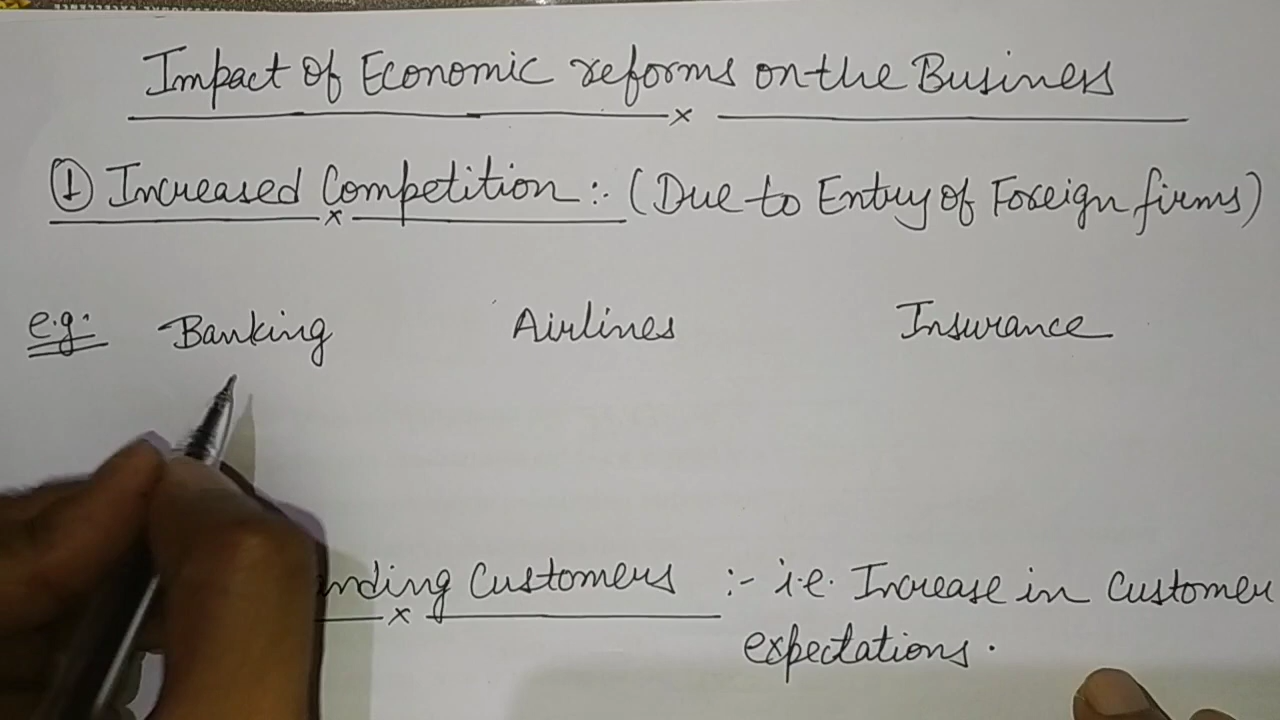 Impact of Economic reforms on the Business
① Increased Competition :- (Due to Entry of Foreign firms)
e.g: Banking Airlines Insurance
Customers :- i.e. Increase in Customer
expectations.